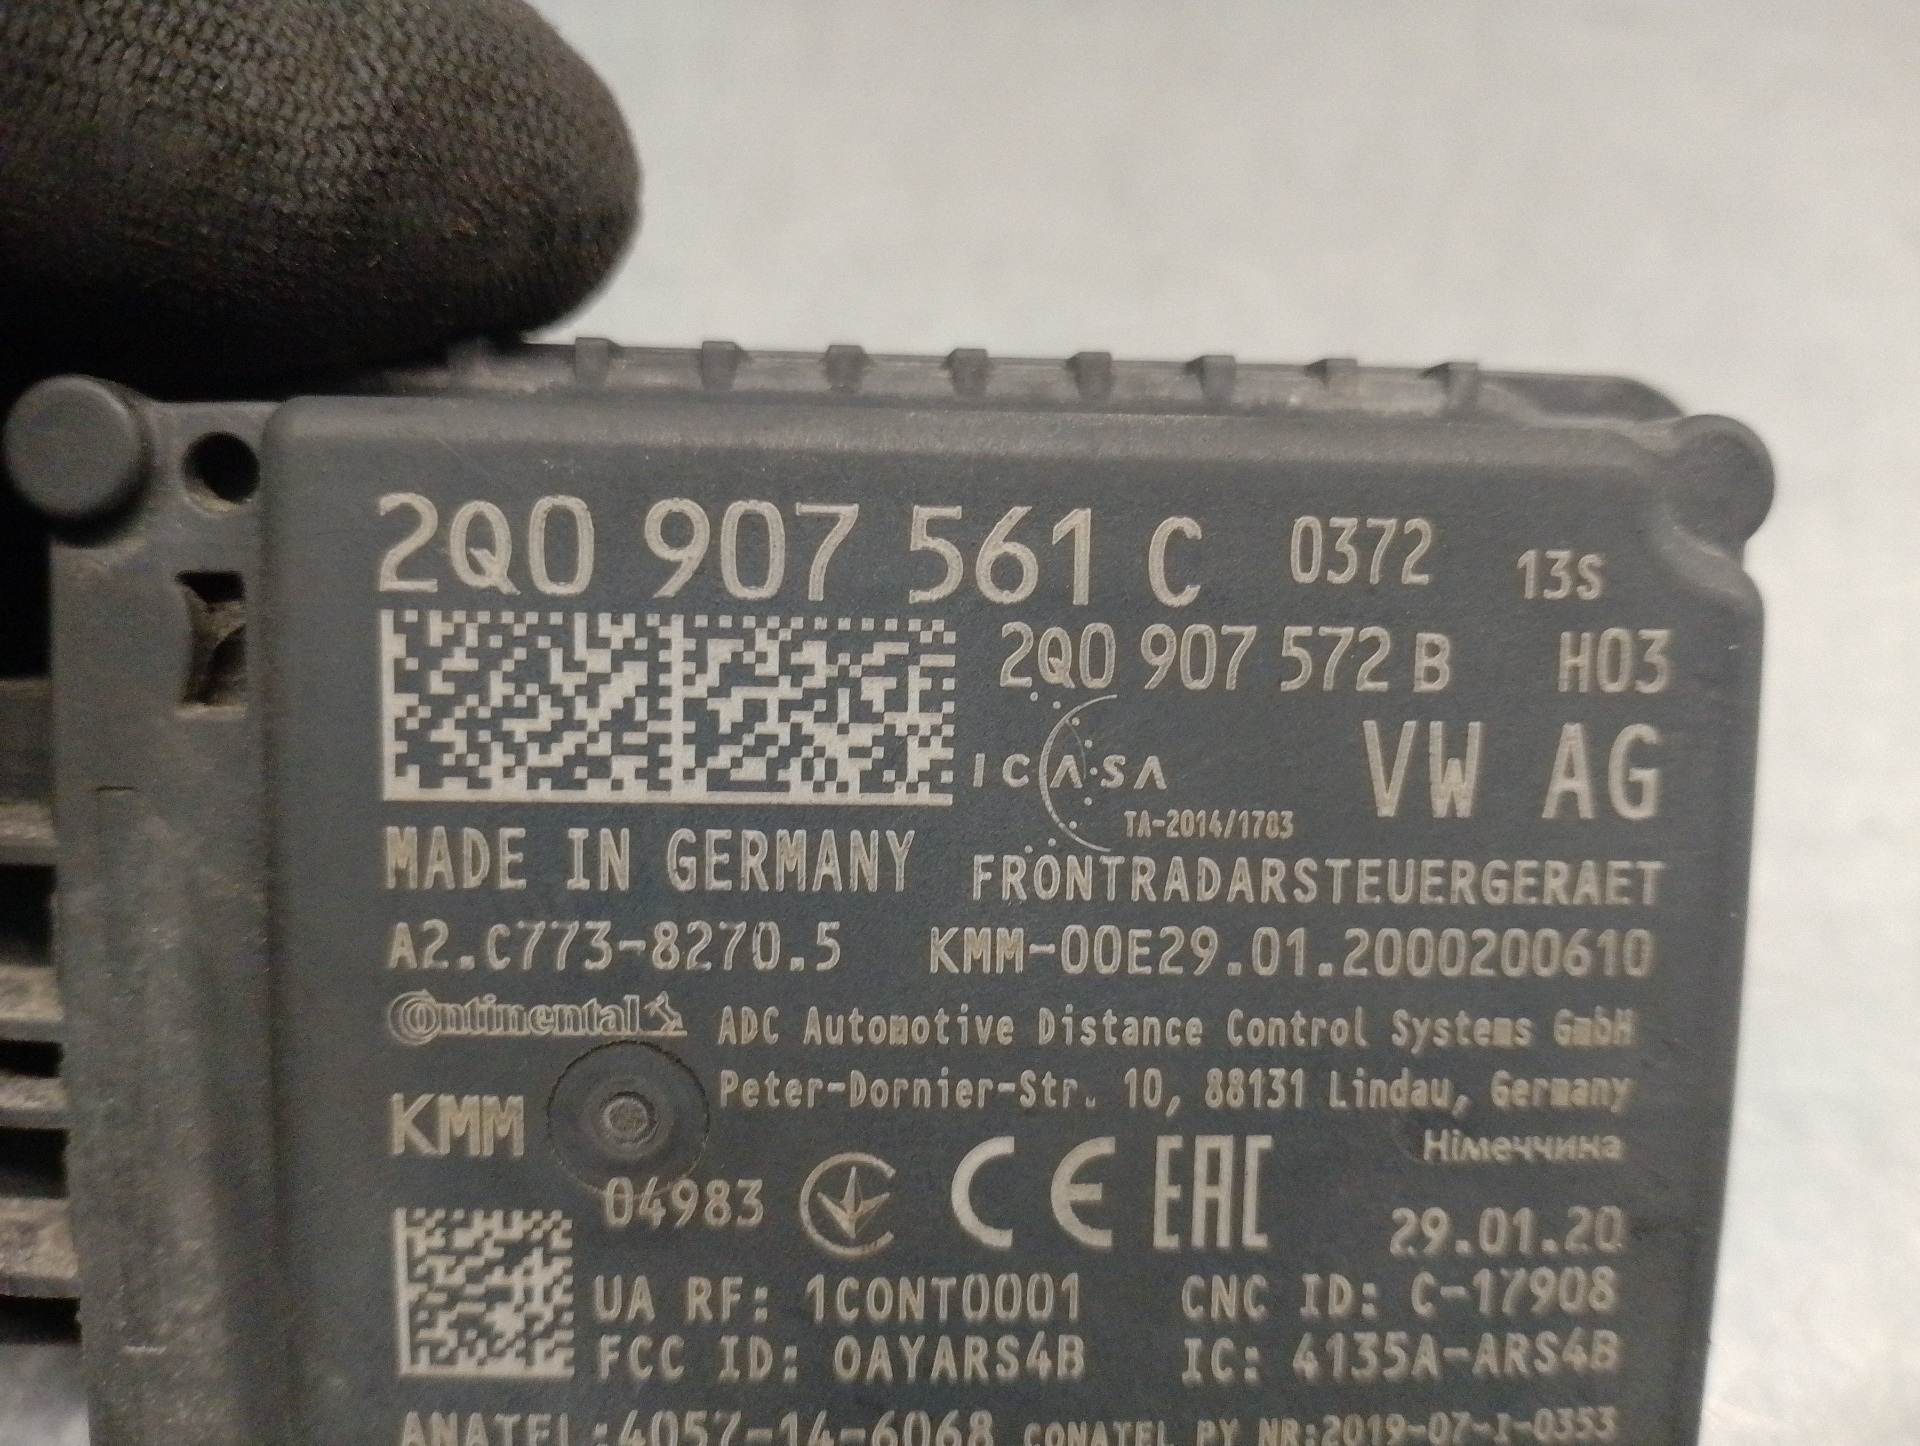 2Q0 907 561 C 0372 13S
2Q0 907 572 B H03
ICASA VW AG
TA-2014/1783
MADE IN GERMANY FRONTRADARSTEUERGERAET
A2.C773-8270.5 KMM-00E29.01.2000200610
Continental ADC Automotive Distance Control Systems GmbH
KMM Peter-Dornier-Str. 10, 88131 Lindau, Germany
Німеччина
04983 CE EAC 29.01.20
UA RF: 1CONT0001 CNC ID: C-17908
FCC ID: OAYARS4B IC: 4135A-ARS4B
ANATEL:4057-14-6068 CONATEL PY NR:2019-07-I-0353